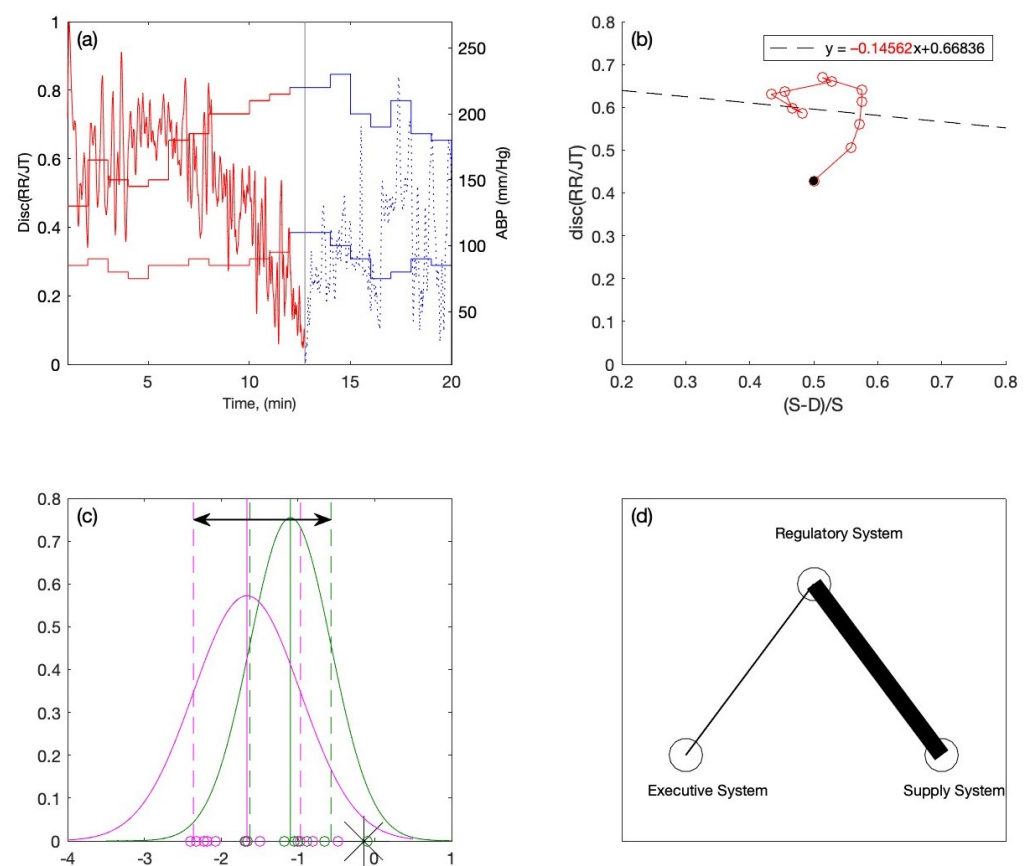 (a)
1
0.8
0.6
0.4
0.2
0
Disc(RR/JT)
250
200
150
100
50
ABP (mm/Hg)
5 10 15 20
Time, (min)
(b)
y = −0.14562x+0.66836
0.8
0.7
0.6
0.5
0.4
0.3
0.2
0.1
0
disc(RR/JT)
0.2 0.3 0.4 0.5 0.6 0.7 0.8
(S-D)/S
(c)
0.8
0.7
0.6
0.5
0.4
0.3
0.2
0.1
0
-4 -3 -2 -1 0 1
(d)
Regulatory System
Executive System
Supply System